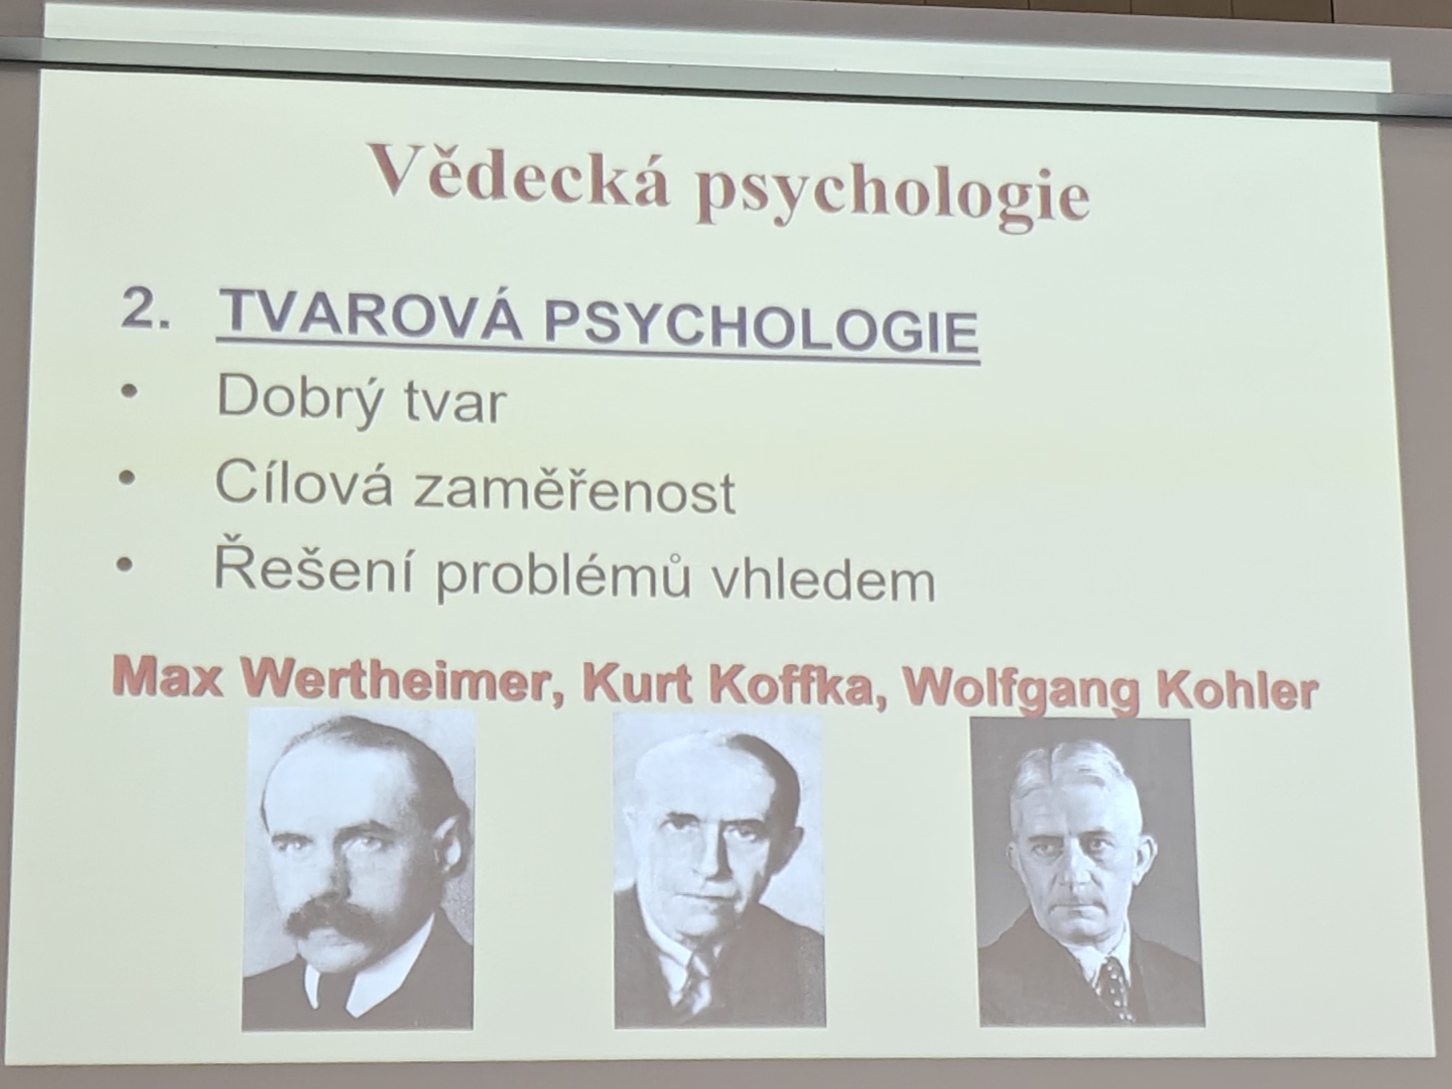 Vědecká psychologie
2. TVAROVÁ PSYCHOLOGIE
• Dobrý tvar
• Cílová zaměřenost
• Řešení problémů vhledem
Max Wertheimer, Kurt Koffka, Wolfgang Kohler